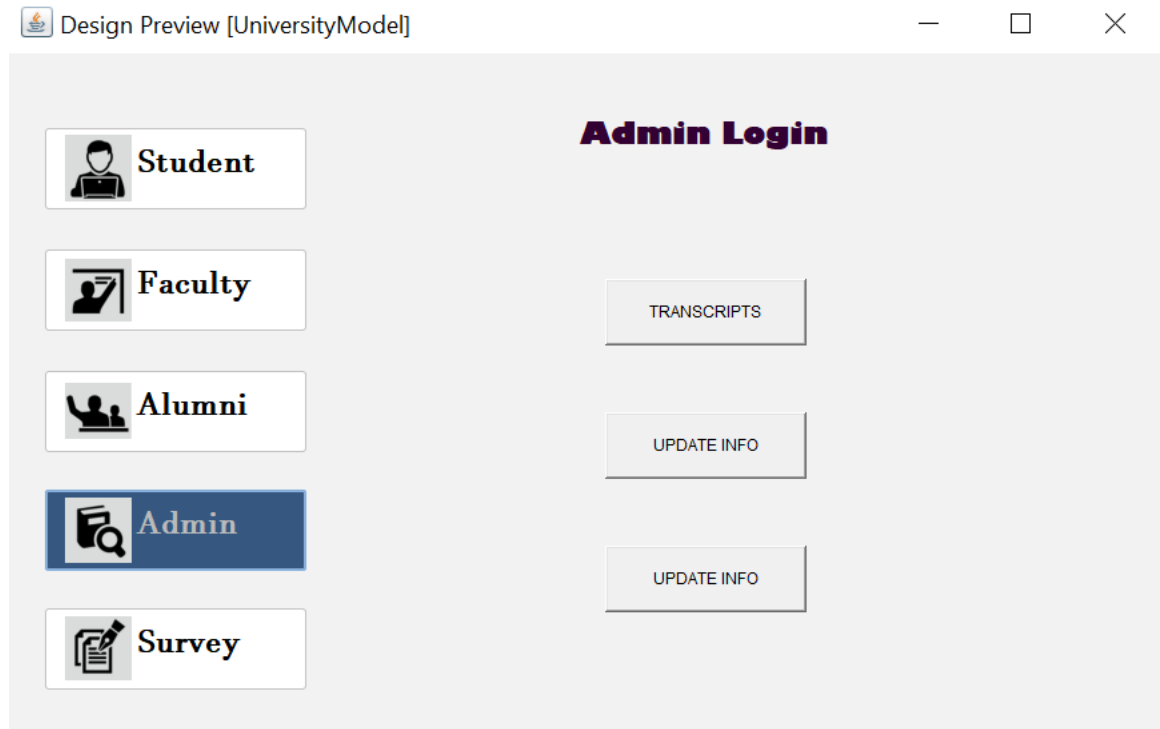 Design Preview [UniversityModel]
Admin Login
Student
Faculty
Alumni
Admin
Survey
TRANSCRIPTS
UPDATE INFO
UPDATE INFO